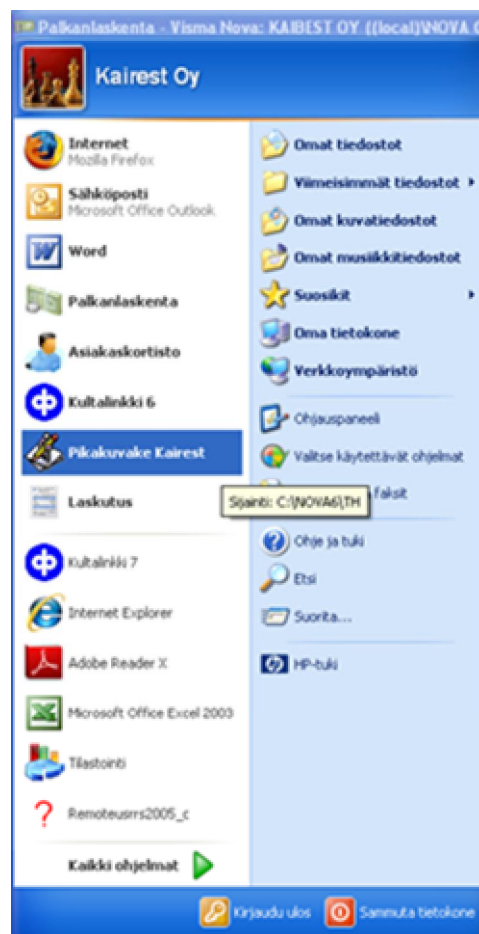 Palkanlaskenta - Visma Nova: KAIBEST OY ((local)\NOVA
Kairest Oy
Internet
Mozilla Firefox
Sähköposti
Microsoft Office Outlook
Word
Palkanlaskenta
Asiakaskortisto
Kultalinkki 6
Pikakuvake Kairest
Laskutus
Kultalinkki 7
Internet Explorer
Adobe Reader X
Microsoft Office Excel 2003
Tilastointi
Remoteusrrs2005_c
Kaikki ohjelmat
Omat tiedostot
Viimeisimmät tiedostot
Omat kuvatiedostot
Omat musiikkitiedostot
Suosikit
Oma tietokone
Verkkoympäristö
Ohjauspaneeli
Valitse käytettävät ohjelmat
faksit
Sijainti: C:\NOVA6\TH
Ohje ja tuki
Etsi
Suorita...
HP-tuki
Kirjaudu ulos
Sammuta tietokone